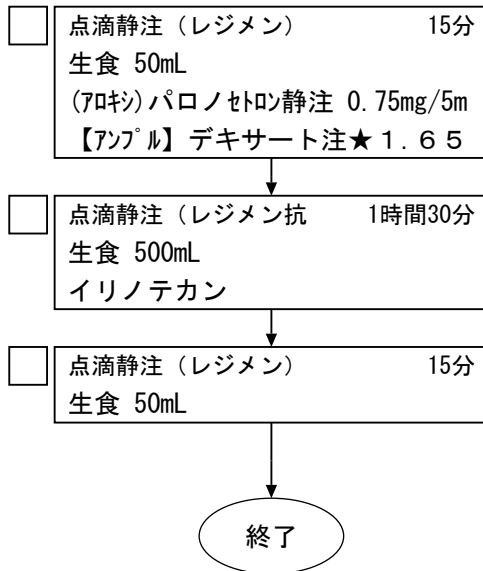 点滴静注（レジメン） 15分
生食 50mL
(ｱﾛｷｼ)パロノｾﾄロン静注 0.75mg/5m
【ｱﾝﾌﾟﾙ】デキサート注★１.６５
点滴静注（レジメン抗 1時間30分
生食 500mL
イリノテカン
点滴静注（レジメン） 15分
生食 50mL
終了